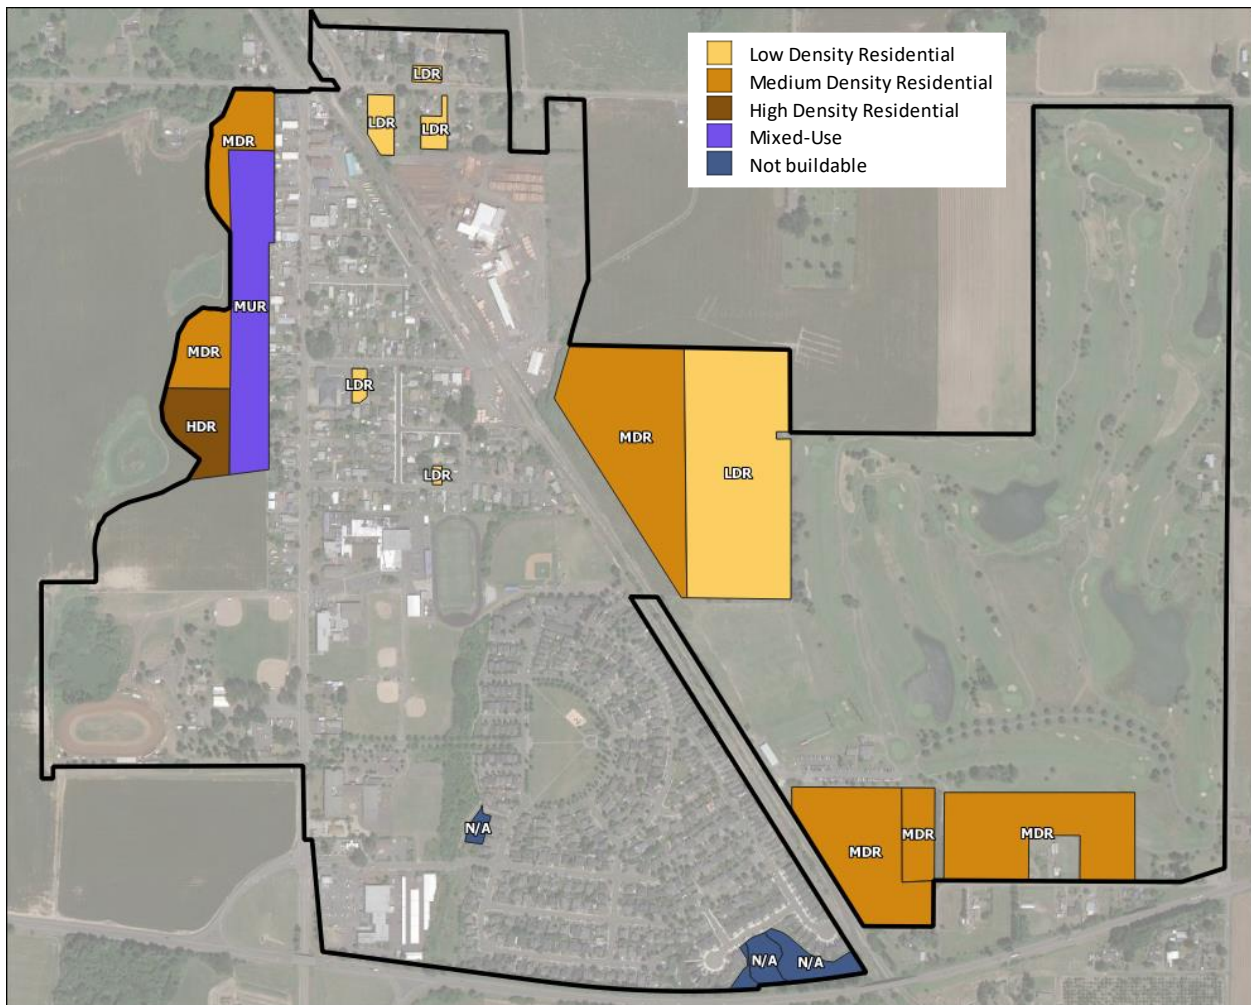 Low Density Residential
Medium Density Residential
High Density Residential
Mixed-Use
Not buildable
LDR
LDR
LDR
MDR
MUR
MDR
LDR
HDR
MDR
LDR
LDR
N/A
MDR
MDR
MDR
N/A
N/A